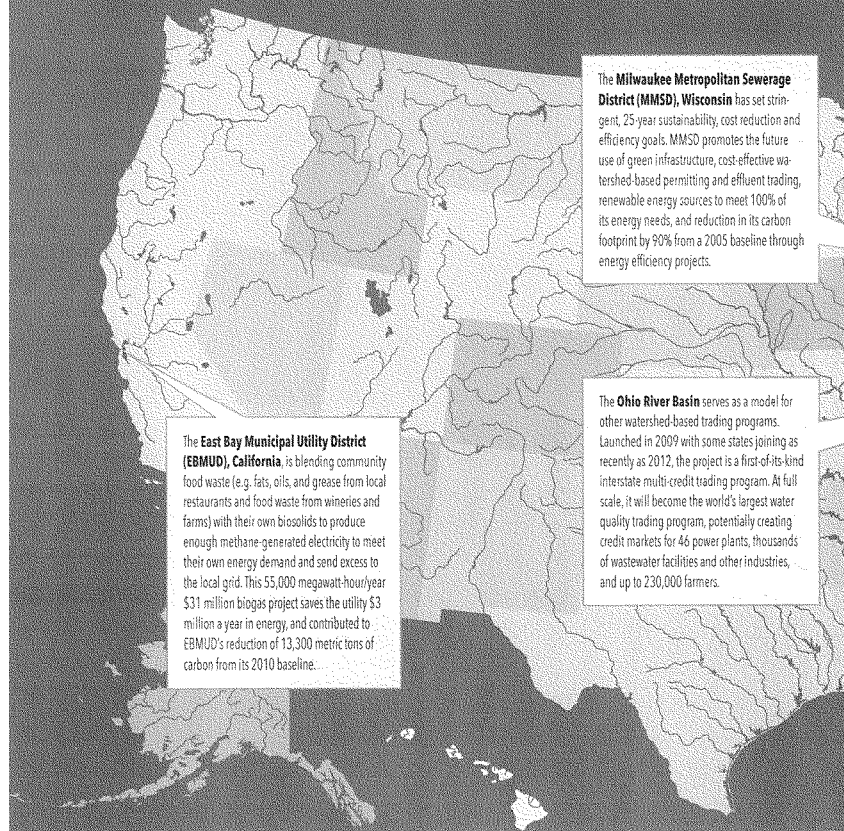 The Milwaukee Metropolitan Sewerage
District (MMSD), Wisconsin has set strin-
gent, 25-year sustainability, cost reduction and
efficiency goals. MMSD promotes the future
use of green infrastructure, cost-effective wa-
tershed-based permitting and effluent trading,
renewable energy sources to meet 100% of
its energy needs, and reduction in its carbon
footprint by 90% from a 2005 baseline through
energy efficiency projects.
The Ohio River Basin serves as a model for
other watershed-based trading programs.
Launched in 2009 with some states joining as
recently as 2012, the project is a first-of-its-kind
interstate multi-credit trading program. At full
scale, it will become the world's largest water
quality trading program, potentially creating
credit markets for 46 power plants, thousands
of wastewater facilities and other industries,
and up to 230,000 farmers.
The East Bay Municipal Utility District
(EBMUD), California, is blending community
food waste (e.g. fats, oils, and grease from local
restaurants and food waste from wineries and
farms) with their own biosolids to produce
enough methane-generated electricity to meet
their own energy demand and send excess to
the local grid. This 55,000 megawatt-hour/year
$31 million biogas project saves the utility $3
million a year in energy, and contributed to
EBMUD's reduction of 13,300 metric tons of
carbon from its 2010 baseline.